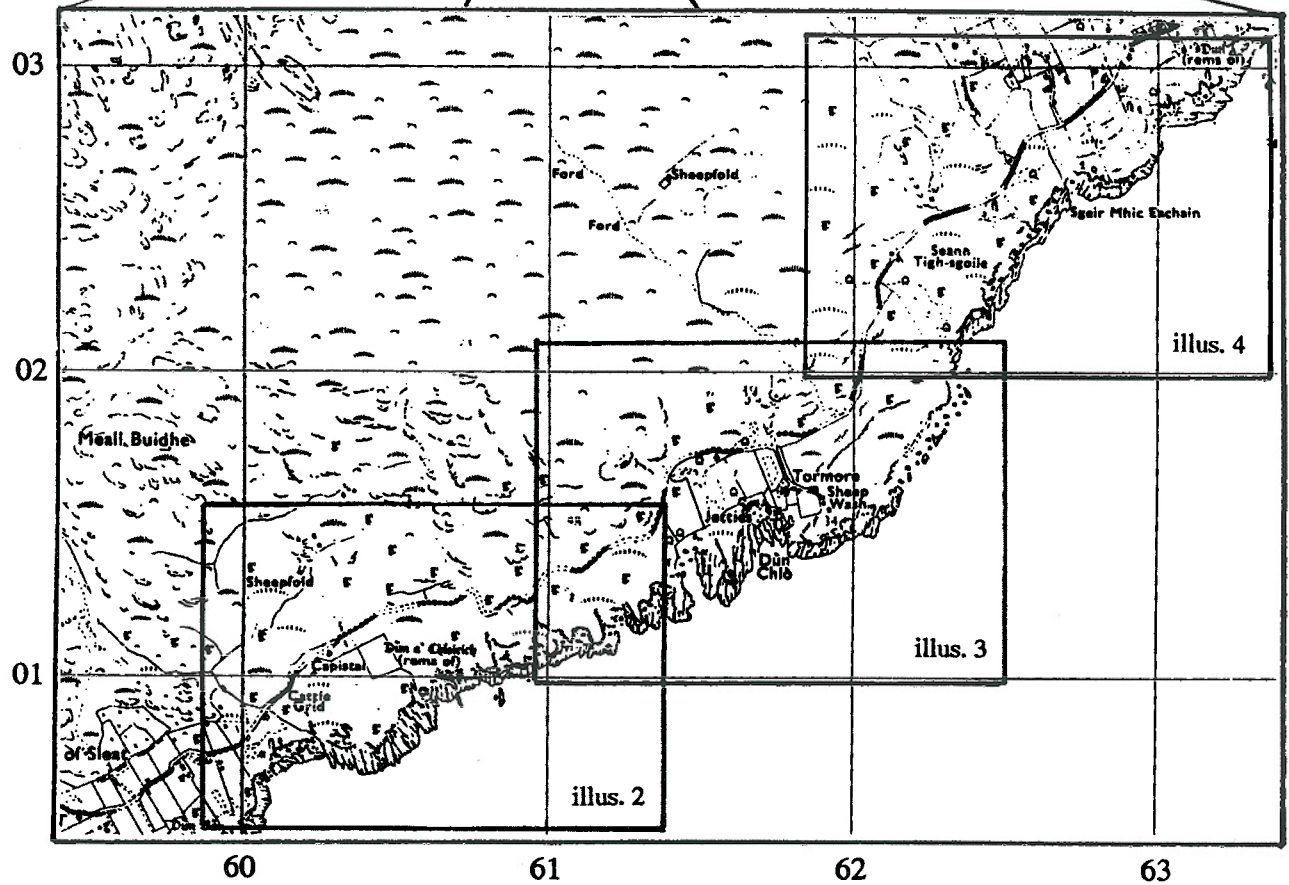 03
Dùn
(rems of)
Ford
Sheepfold
Ford
Sgeir Mhic Eachain
Seann
Tigh-sgoile
illus. 4
02
Meall Buidhe
Tormore
Sheep
Wash
Jetties
Dùn
Chlò
Sheepfold
illus. 3
Capistal
Dùn a' Chleirich
(rems of)
01
Cattle
Grid
of Sleat
illus. 2
Dùn
60
61
62
63